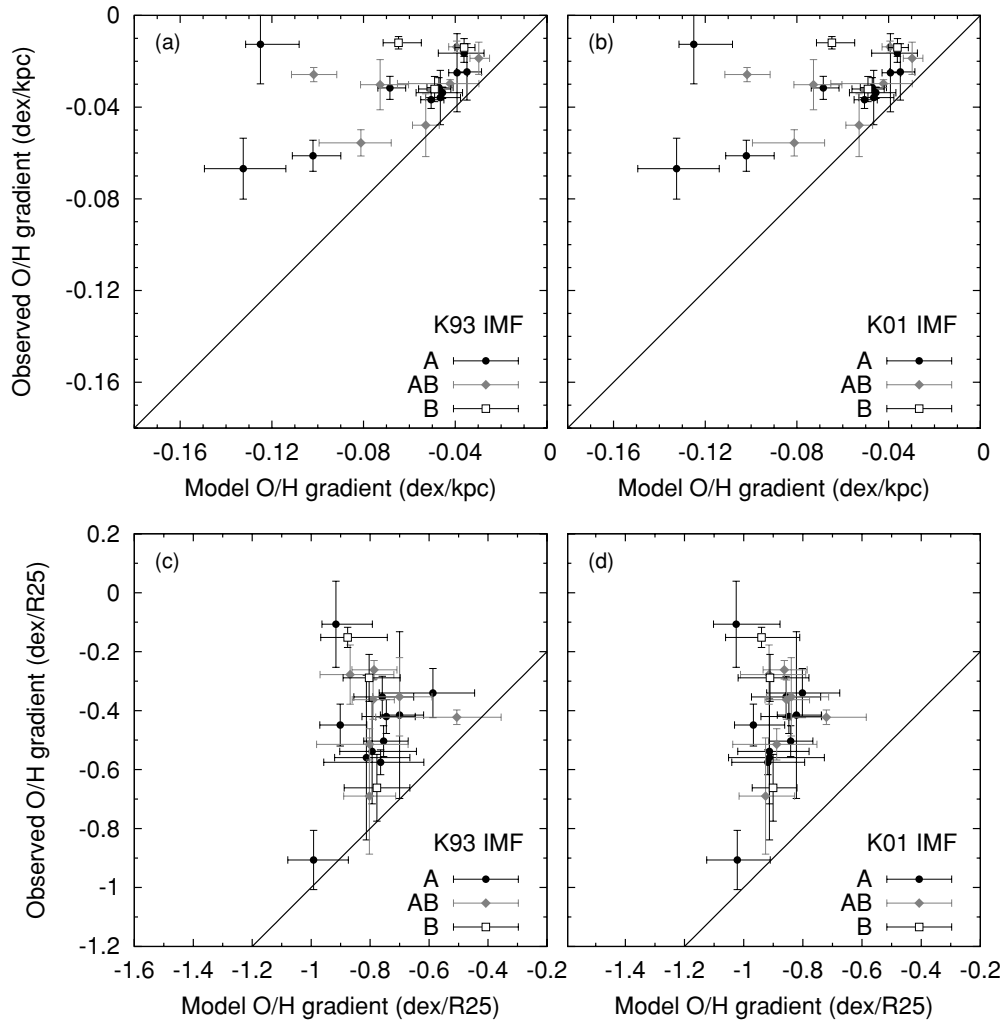 (a)
(b)
0
-0.04
-0.08
-0.12
-0.16
Observed O/H gradient (dex/kpc)
K93 IMF
A
AB
B
K01 IMF
A
AB
B
-0.16 -0.12 -0.08 -0.04 0
-0.16 -0.12 -0.08 -0.04 0
Model O/H gradient (dex/kpc)
Model O/H gradient (dex/kpc)
(c)
(d)
0.2
0
-0.2
-0.4
-0.6
-0.8
-1
-1.2
Observed O/H gradient (dex/R25)
K93 IMF
A
AB
B
K01 IMF
A
AB
B
-1.6 -1.4 -1.2 -1 -0.8 -0.6 -0.4 -0.2
-1.4 -1.2 -1 -0.8 -0.6 -0.4 -0.2
Model O/H gradient (dex/R25)
Model O/H gradient (dex/R25)